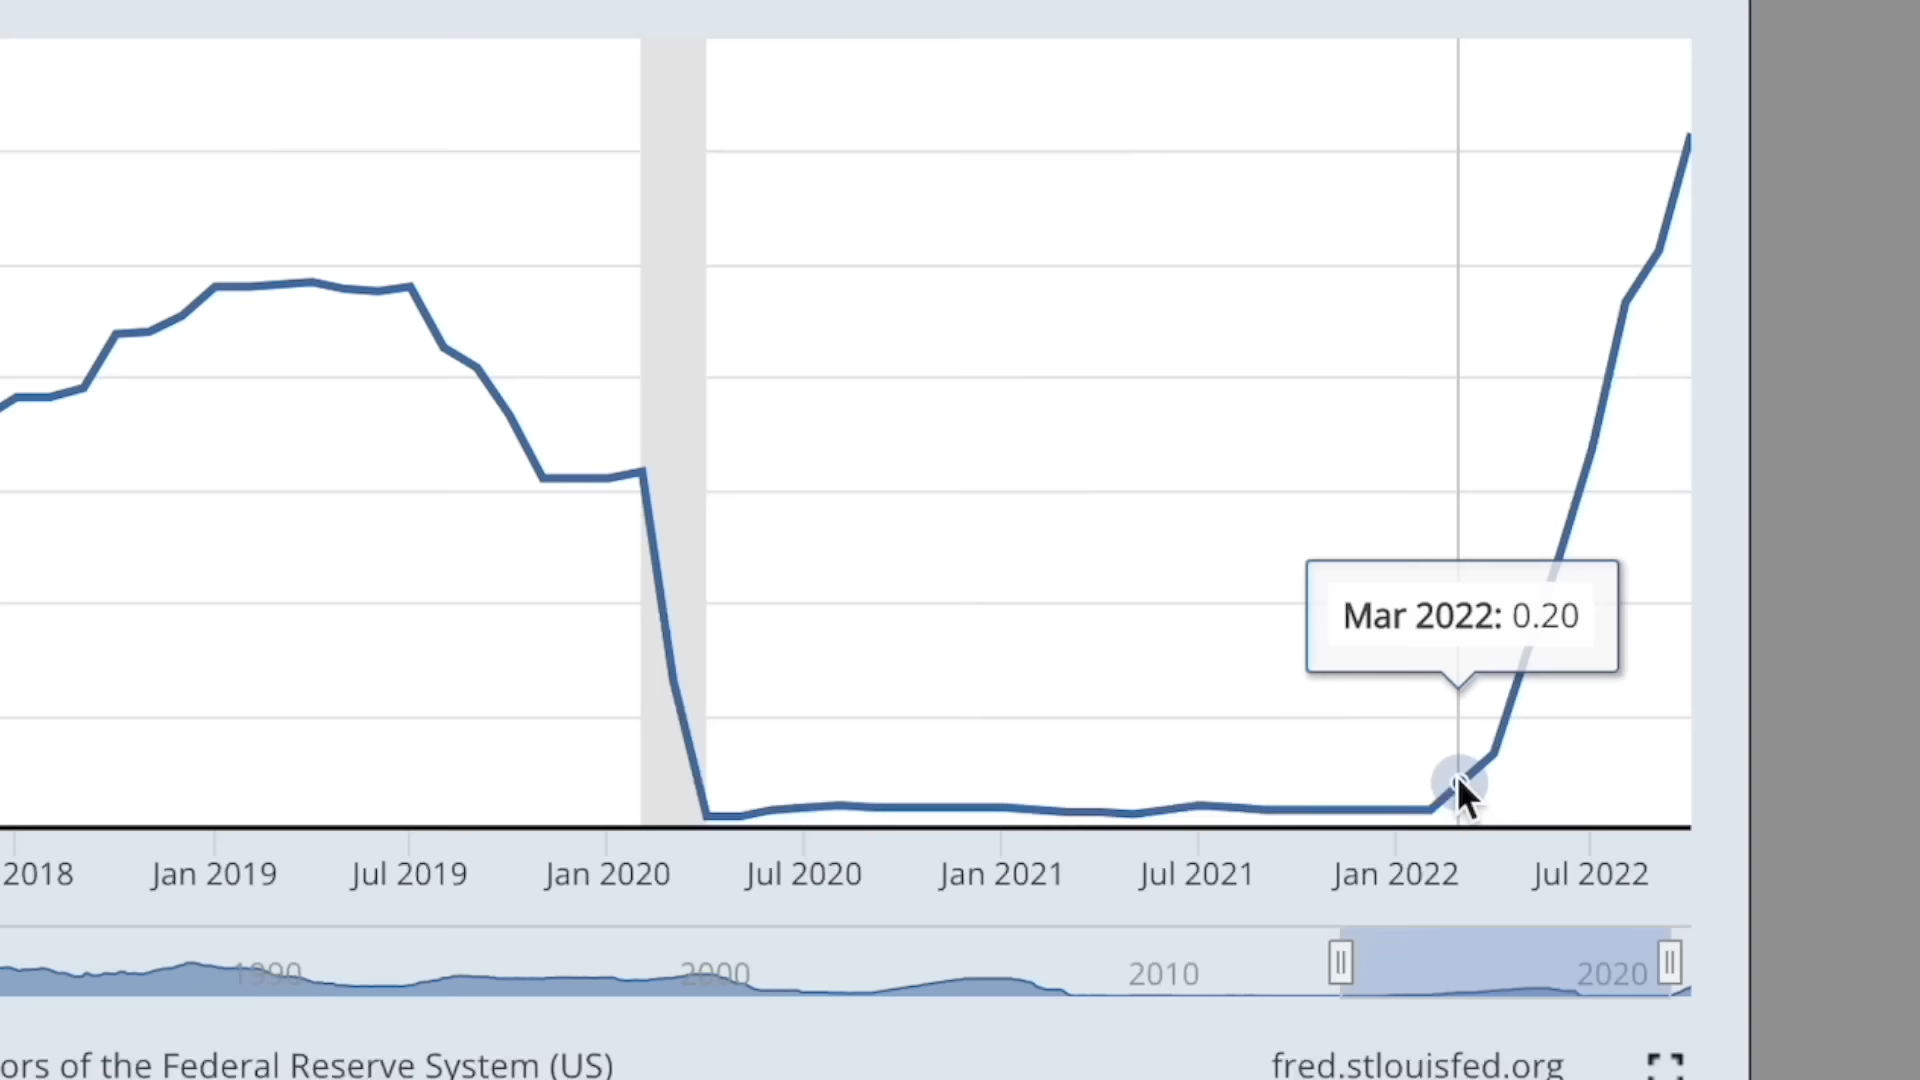 Mar 2022: 0.20
2018 Jan 2019 Jul 2019 Jan 2020 Jul 2020 Jan 2021 Jul 2021 Jan 2022 Jul 2022
1990 2000 2010 2020
ors of the Federal Reserve System (US) fred.stlouisfed.org